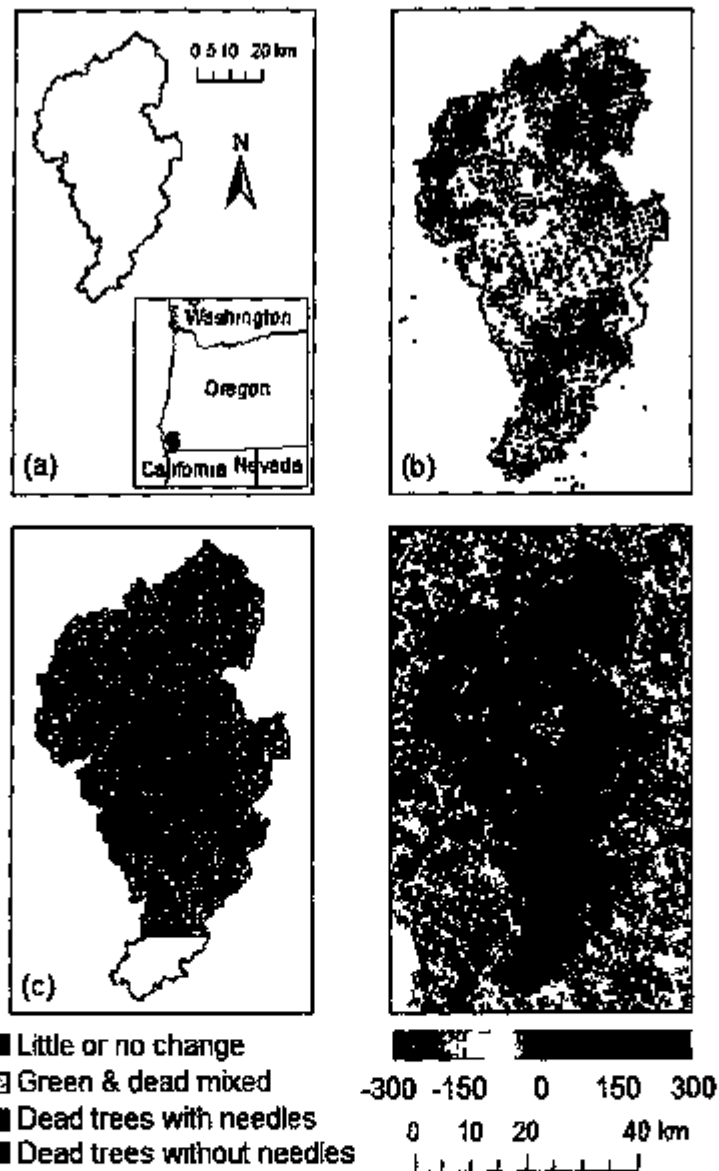 0 5 10 20 km
N
Washington
Oregon
California Nevada
(a)
(b)
(c)
Little or no change
Green & dead mixed
Dead trees with needles
Dead trees without needles
-300 -150 0 150 300
0 10 20 40 km